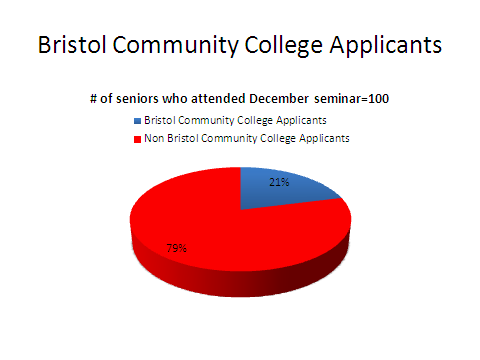 Bristol Community College Applicants
# of seniors who attended December seminar=100
Bristol Community College Applicants
Non Bristol Community College Applicants
21%
79%